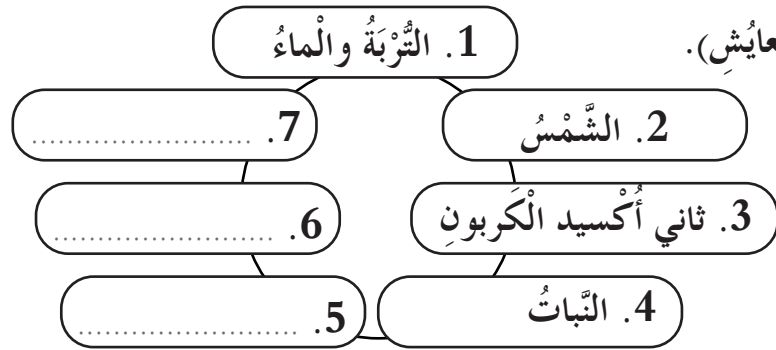 عايُشِ).
1. التُّرْبَةُ والْماءُ
2. الشَّمْسُ
3. ثاني أُكْسيد الْكَربونِ
4. النَّباتُ
5. ........................
6. ........................
7. ........................